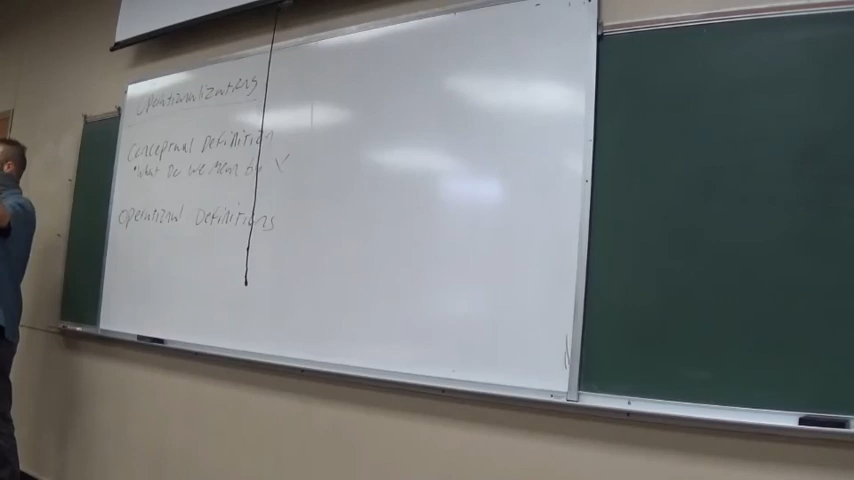 Operationalizations
Conceptual Definition
• What Do we Mean by X
Operational Definitions